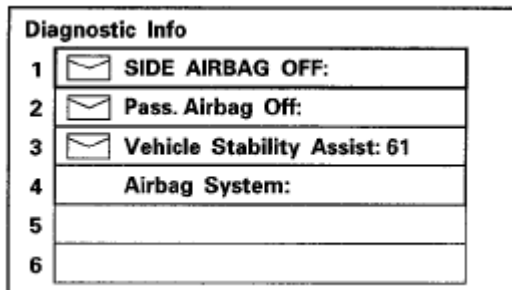 Diagnostic Info
1 SIDE AIRBAG OFF:
2 Pass. Airbag Off:
3 Vehicle Stability Assist: 61
4 Airbag System:
5
6